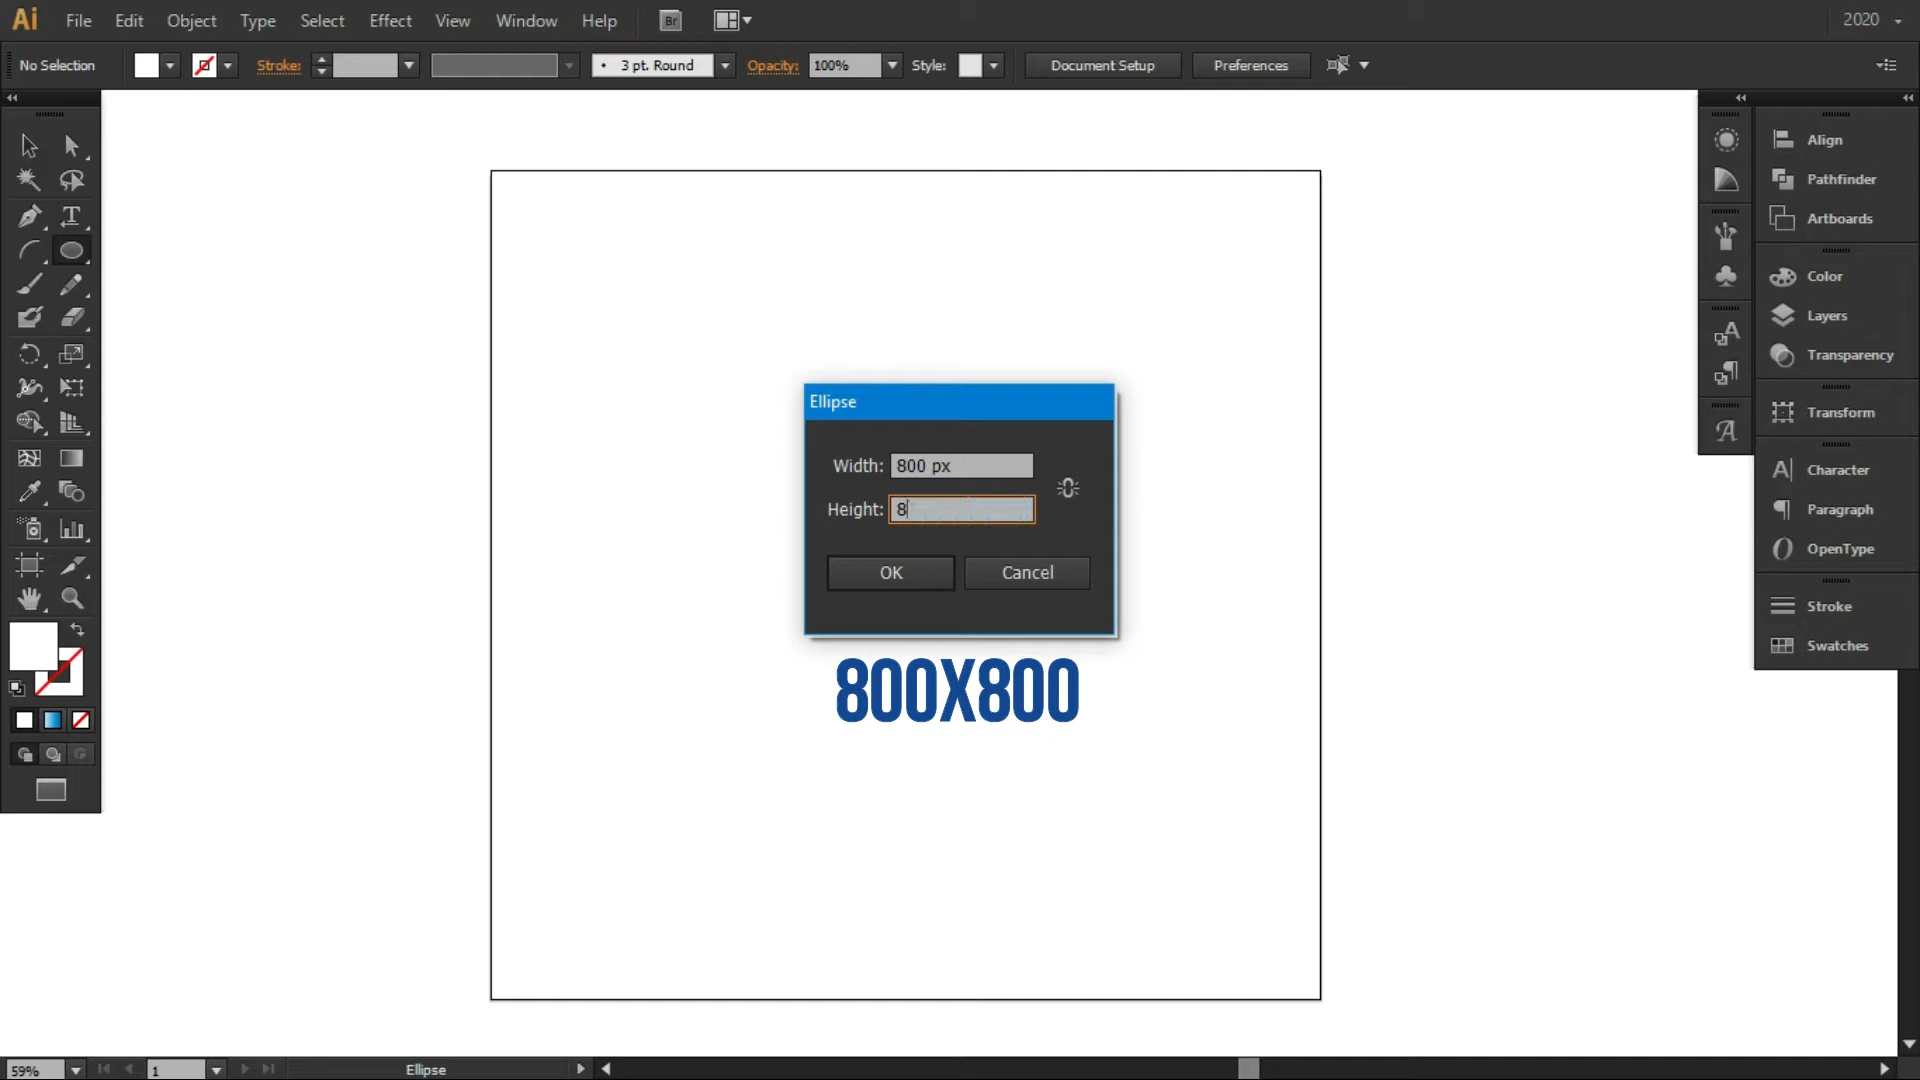 Ai File Edit Object Type Select Effect View Window Help Br 2020
No Selection Stroke: 3 pt. Round Opacity: 100% Style: Document Setup Preferences
Align
Pathfinder
Artboards
Color
Layers
Transparency
Transform
Character
Paragraph
OpenType
Stroke
Swatches
Ellipse
Width: 800 px
Height: 8
OK Cancel
800X800
59% 1 Ellipse